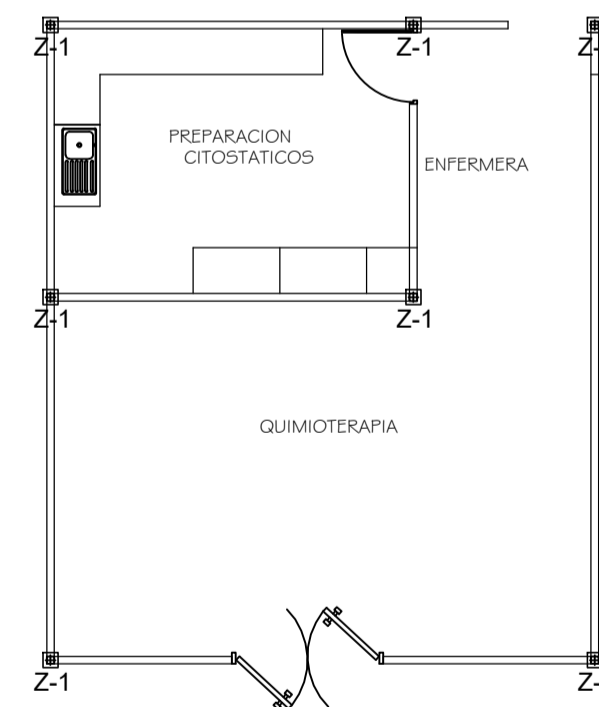 Z-1
Z-1
Z-
PREPARACION
CITOSTATICOS
ENFERMERA
Z-1
Z-1
QUIMIOTERAPIA
Z-1
Z-